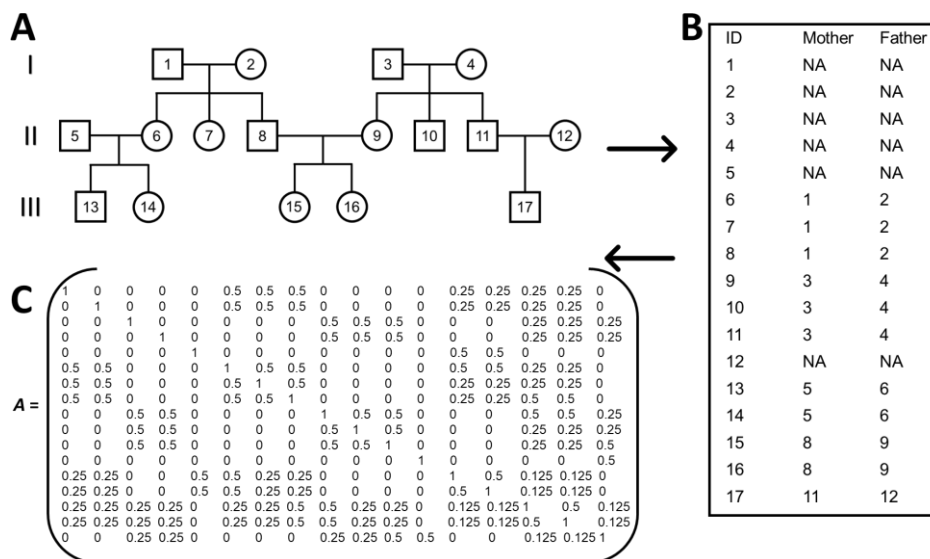 A
I
1 2 3 4
II
5 6 7 8 9 10 11 12
III
13 14 15 16 17
B
ID Mother Father
1 NA NA
2 NA NA
3 NA NA
4 NA NA
5 NA NA
6 1 2
7 1 2
8 1 2
9 3 4
10 3 4
11 3 4
12 NA NA
13 5 6
14 5 6
15 8 9
16 8 9
17 11 12
C
A =
1 0 0 0 0 0.5 0.5 0.5 0 0 0 0 0.25 0.25 0.25 0.25 0
0 1 0 0 0 0.5 0.5 0.5 0 0 0 0 0.25 0.25 0.25 0.25 0
0 0 1 0 0 0 0 0 0.5 0.5 0.5 0 0 0 0.25 0.25 0.25
0 0 0 1 0 0 0 0 0.5 0.5 0.5 0 0 0 0.25 0.25 0.25
0 0 0 0 1 0 0 0 0 0 0 0 0.5 0.5 0 0 0
0.5 0.5 0 0 0 1 0.5 0.5 0 0 0 0 0.5 0.5 0.25 0.25 0
0.5 0.5 0 0 0 0.5 1 0.5 0 0 0 0 0.25 0.25 0.25 0.25 0
0.5 0.5 0 0 0 0.5 0.5 1 0 0 0 0 0.25 0.25 0.5 0.5 0
0 0 0.5 0.5 0 0 0 0 1 0.5 0.5 0 0 0 0.5 0.5 0.25
0 0 0.5 0.5 0 0 0 0 0.5 1 0.5 0 0 0 0.25 0.25 0.25
0 0 0.5 0.5 0 0 0 0 0.5 0.5 1 0 0 0 0.25 0.25 0.5
0 0 0 0 0 0 0 0 0 0 0 1 0 0 0 0 0.5
0.25 0.25 0 0 0.5 0.5 0.25 0.25 0 0 0 0 1 0.5 0.125 0.125 0
0.25 0.25 0 0 0.5 0.5 0.25 0.25 0 0 0 0 0.5 1 0.125 0.125 0
0.25 0.25 0.25 0.25 0 0.25 0.25 0.5 0.5 0.25 0.25 0 0.125 0.125 1 0.5 0.125
0.25 0.25 0.25 0.25 0 0.25 0.25 0.5 0.5 0.25 0.25 0 0.125 0.125 0.5 1 0.125
0 0 0.25 0.25 0 0 0 0 0.25 0.25 0.5 0.5 0 0 0.125 0.125 1